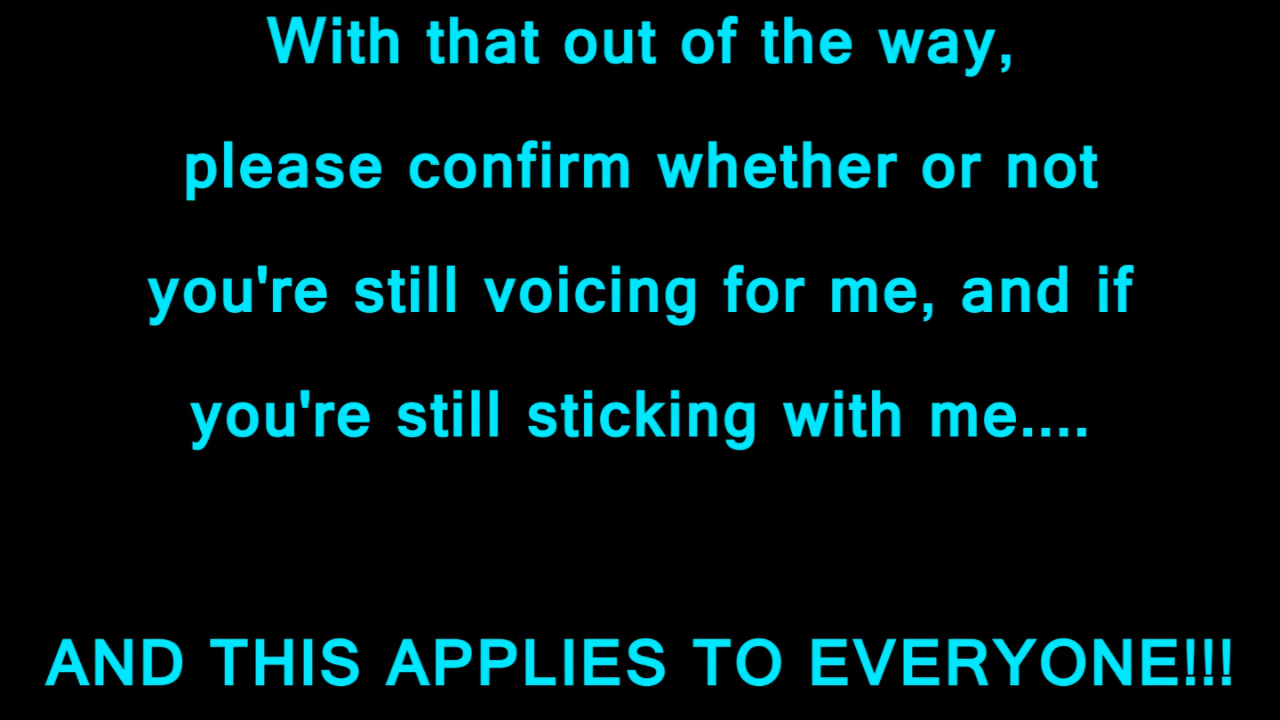 With that out of the way,
please confirm whether or not
you're still voicing for me, and if
you're still sticking with me....
AND THIS APPLIES TO EVERYONE!!!